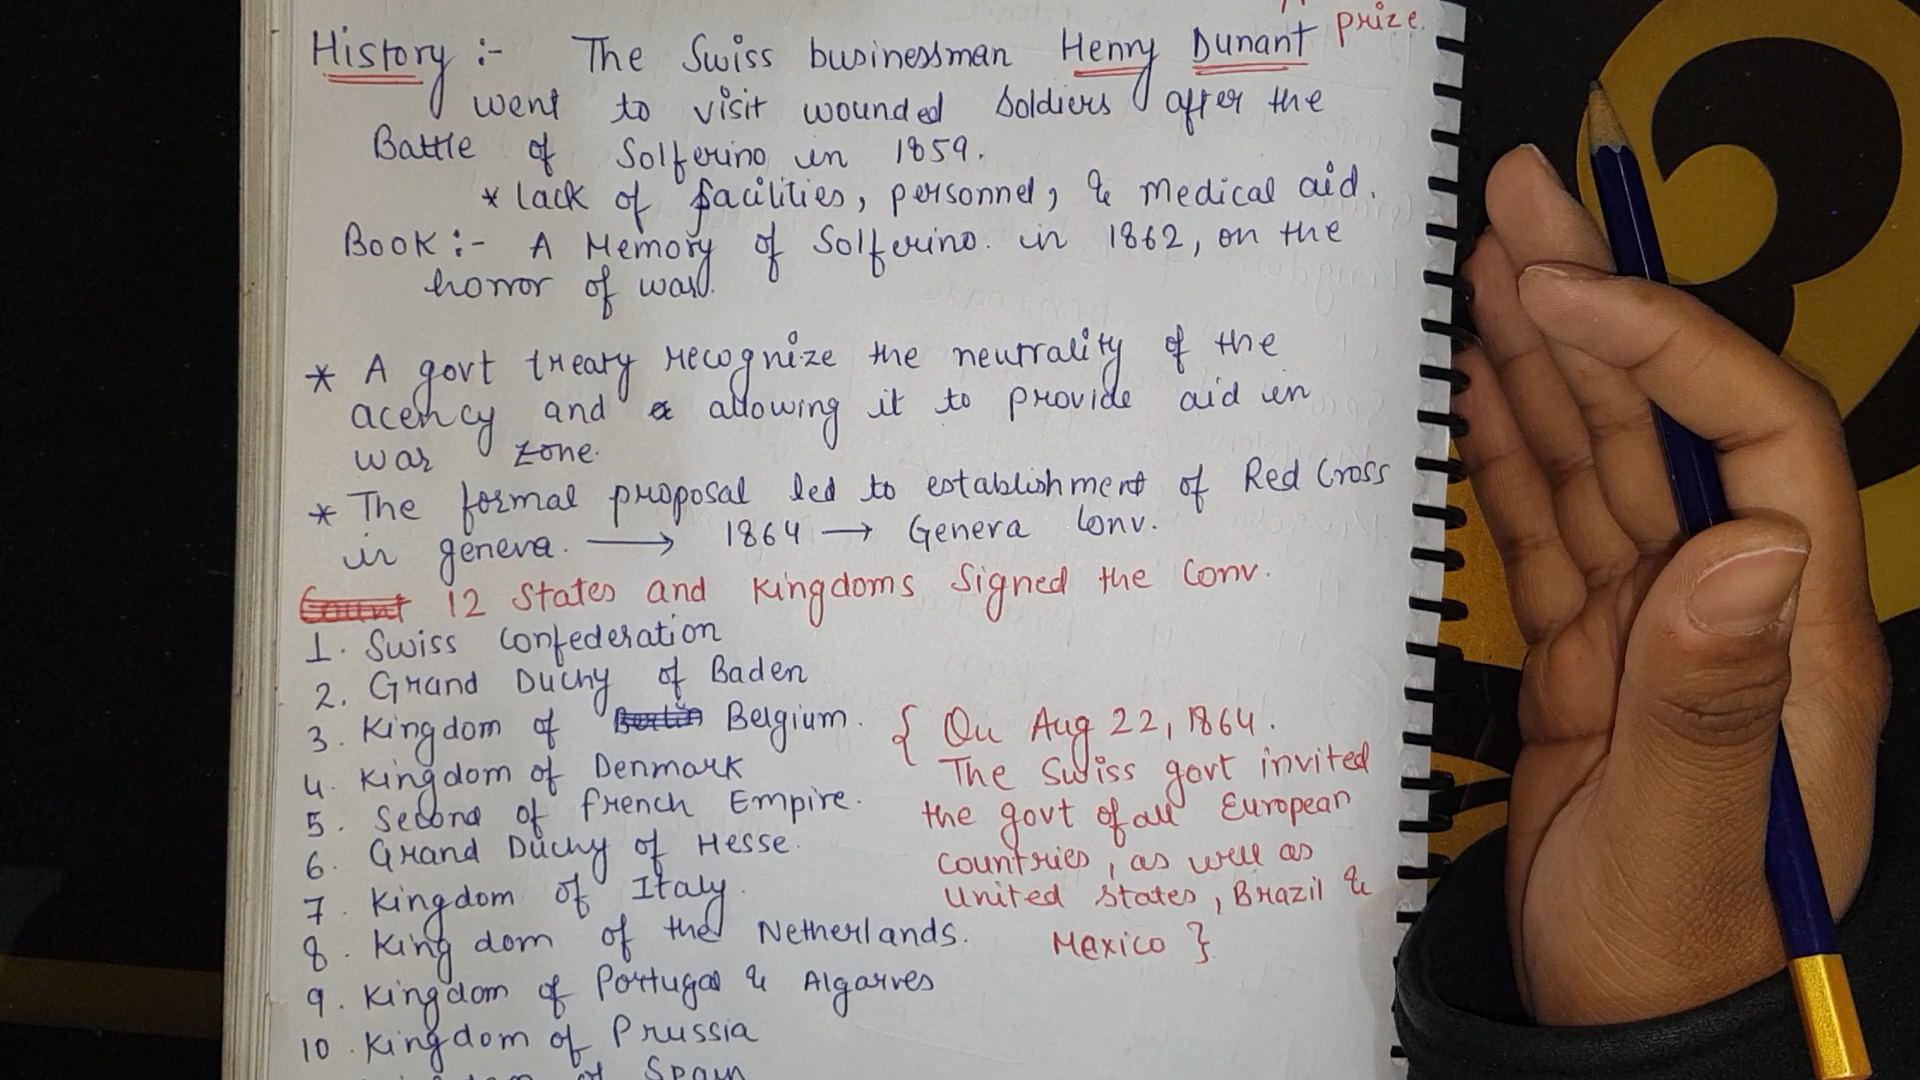 prize.
History :- The Swiss businessman Henry Dunant
went to visit wounded soldiers after the
Battle of Solferino in 1859.
* lack of facilities, personnel, & medical aid.
Book :- A Memory of Solferino. in 1862, on the
horror of war.
* A govt treaty recognize the neutrality of the
acency and allowing it to provide aid in
war zone.
* The formal proposal led to establishment of Red Cross
in geneva. → 1864 → Geneva Conv.
Count 12 States and Kingdoms Signed the Conv.
1. Swiss Confederation
2. Grand Duchy of Baden
3. Kingdom of Berlin Belgium.
4. Kingdom of Denmark
5. Second of French Empire.
6. Grand Duchy of Hesse.
7. Kingdom of Italy.
8. Kingdom of the Netherlands.
9. Kingdom of Portugal & Algarves
10. Kingdom of Prussia
of Spain
{ On Aug 22, 1864.
The Swiss govt invited
the govt of all European
countries, as well as
United States, Brazil &
Mexico }